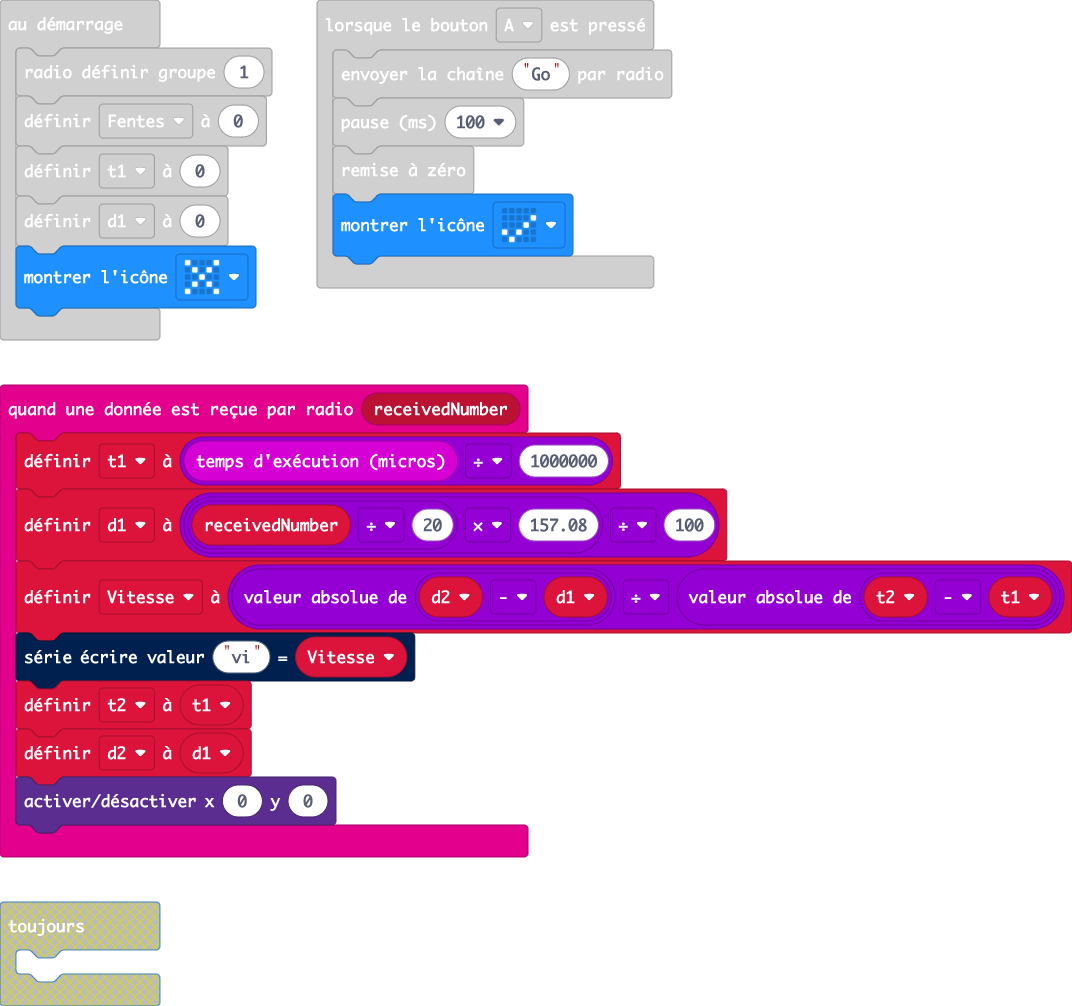 au démarrage
radio définir groupe 1
définir Fentes à 0
définir t1 à 0
définir d1 à 0
montrer l'icône
lorsque le bouton A est pressé
envoyer la chaîne "Go" par radio
pause (ms) 100
remise à zéro
montrer l'icône
quand une donnée est reçue par radio receivedNumber
définir t1 à temps d'exécution (micros) ÷ 1000000
définir d1 à receivedNumber ÷ 20 × 157.08 ÷ 100
définir Vitesse à valeur absolue de d2 - d1 ÷ valeur absolue de t2 - t1
série écrire valeur "vi" = Vitesse
définir t2 à t1
définir d2 à d1
activer/désactiver x 0 y 0
toujours